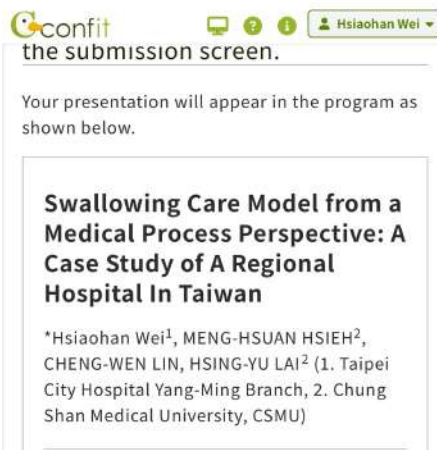 confit
Hsiaohan Wei
the submission screen.
Your presentation will appear in the program as
shown below.
Swallowing Care Model from a
Medical Process Perspective: A
Case Study of A Regional
Hospital In Taiwan
*Hsiaohan Wei¹, MENG-HSUAN HSIEH²,
CHENG-WEN LIN, HSING-YU LAI² (1. Taipei
City Hospital Yang-Ming Branch, 2. Chung
Shan Medical University, CSMU)